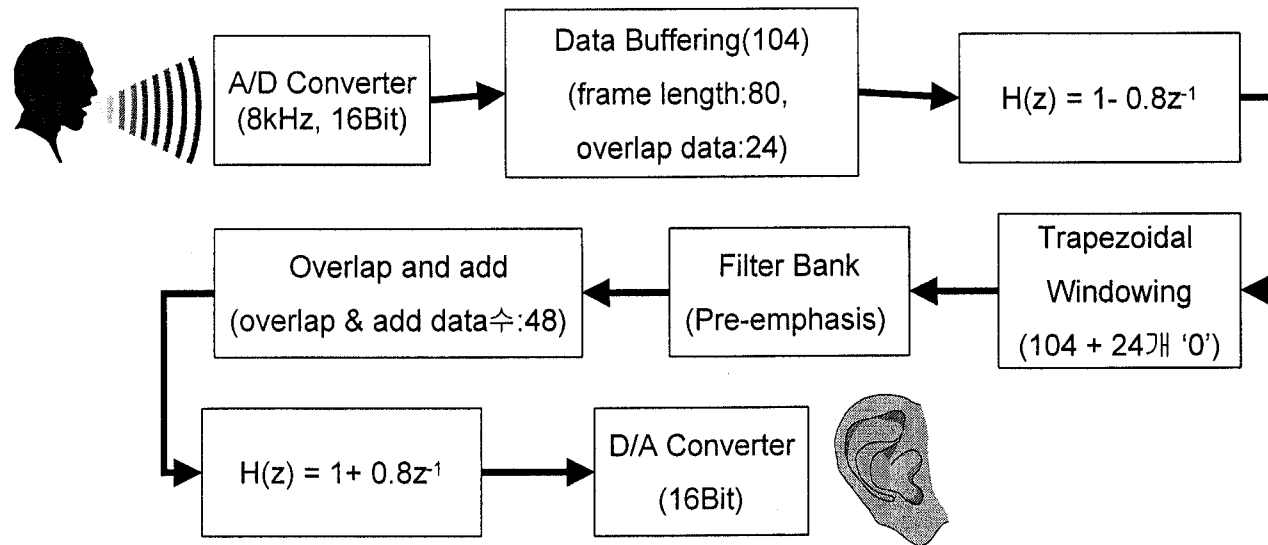 A/D Converter
(8kHz, 16Bit)
Data Buffering(104)
(frame length:80,
overlap data:24)
H(z) = 1- 0.8z⁻¹
Trapezoidal
Windowing
(104 + 24개 ‘0’)
Filter Bank
(Pre-emphasis)
Overlap and add
(overlap & add data수:48)
H(z) = 1+ 0.8z⁻¹
D/A Converter
(16Bit)